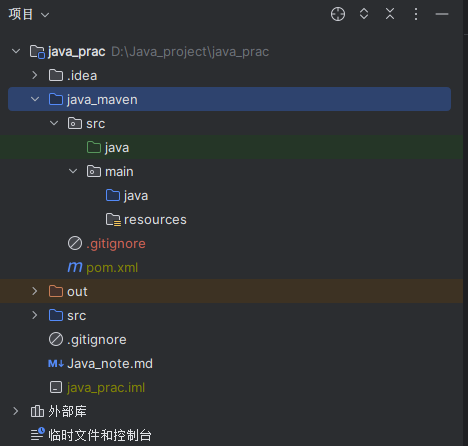 项目
java_prac D:\Java_project\java_prac
.idea
java_maven
src
java
main
java
resources
.gitignore
m pom.xml
out
src
.gitignore
M↓ Java_note.md
java_prac.iml
外部库
临时文件和控制台